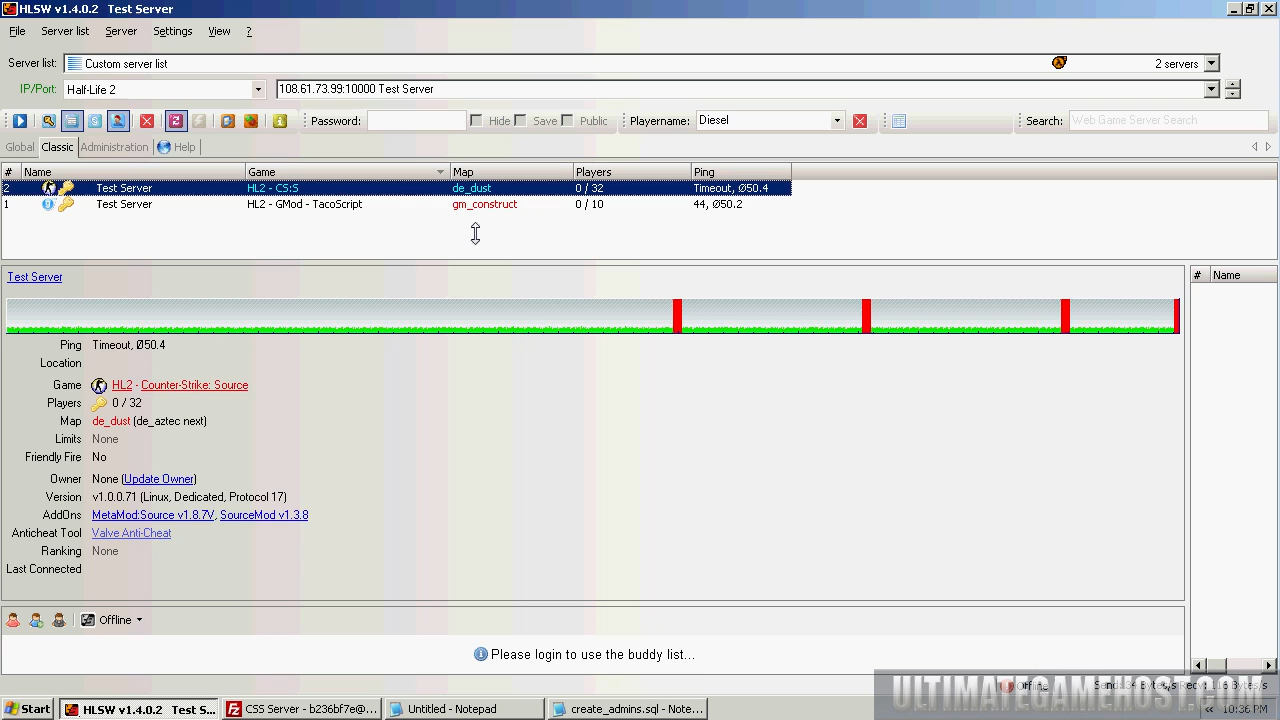 HLSW v1.4.0.2 Test Server
File Server list Server Settings View ?
Server list: Custom server list 2 servers
IP/Port: Half-Life 2 108.61.73.99:10000 Test Server
Password: Hide Save Public Playername: Diesel Search: Web Game Server Search
Global Classic Administration Help
# Name Game Map Players Ping
2 Test Server HL2 - CS:S de_dust 0 / 32 Timeout, Ø50.4
1 Test Server HL2 - GMod - TacoScript gm_construct 0 / 10 44, Ø50.2
Test Server # Name
Ping Timeout, Ø50.4
Location
Game HL2 - Counter-Strike: Source
Players 0 / 32
Map de_dust (de_aztec next)
Limits None
Friendly Fire No
Owner None (Update Owner)
Version v1.0.0.71 (Linux, Dedicated, Protocol 17)
AddOns MetaMod:Source v1.8.7V, SourceMod v1.3.8
Anticheat Tool Valve Anti-Cheat
Ranking None
Last Connected
Offline
Please login to use the buddy list...
Offline Send: Bytes/s Recv: Bytes/s
ULTIMATEGAMEHOST.COM
Start HLSW v1.4.0.2 Test S... CSS Server - b236bf7e@... Untitled - Notepad create_admins.sql - Note... « 10:36 PM